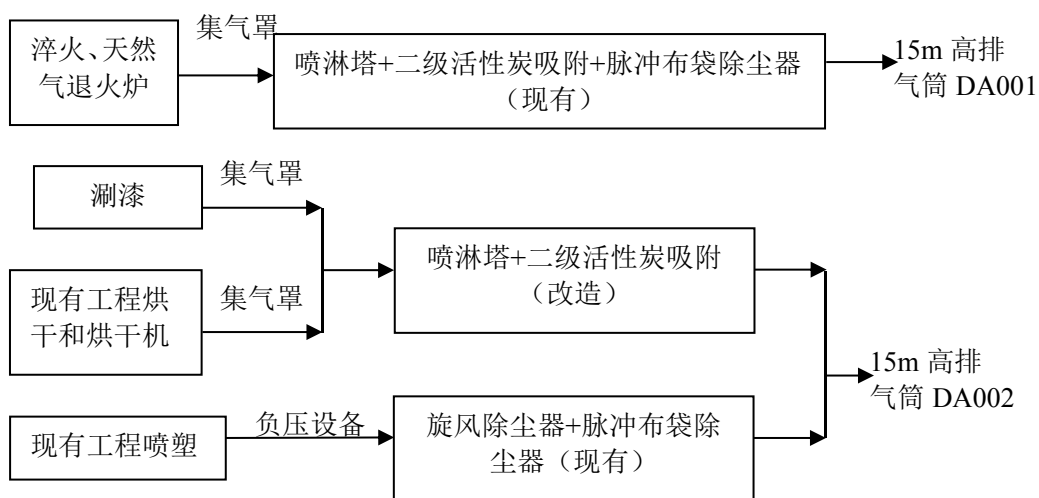 淬火、天然
气退火炉
集气罩
喷淋塔+二级活性炭吸附+脉冲布袋除尘器
（现有）
15m 高排
气筒 DA001
涮漆
集气罩
现有工程烘
干和烘干机
集气罩
喷淋塔+二级活性炭吸附
（改造）
现有工程喷塑
负压设备
旋风除尘器+脉冲布袋除
尘器（现有）
15m 高排
气筒 DA002